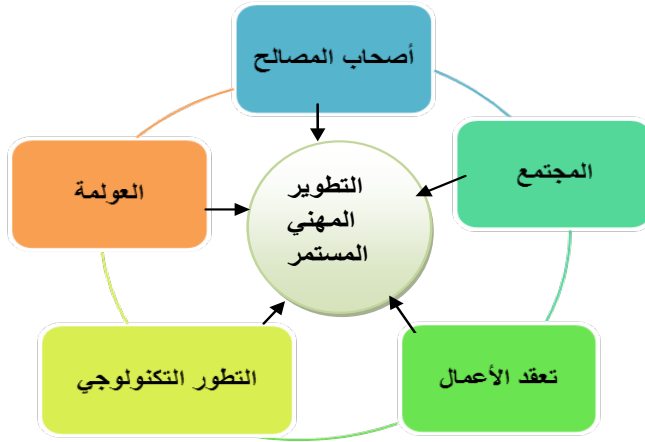 أصحاب المصالح
المجتمع
العولمة
التطوير
المهني
المستمر
تعقد الأعمال
التطور التكنولوجي